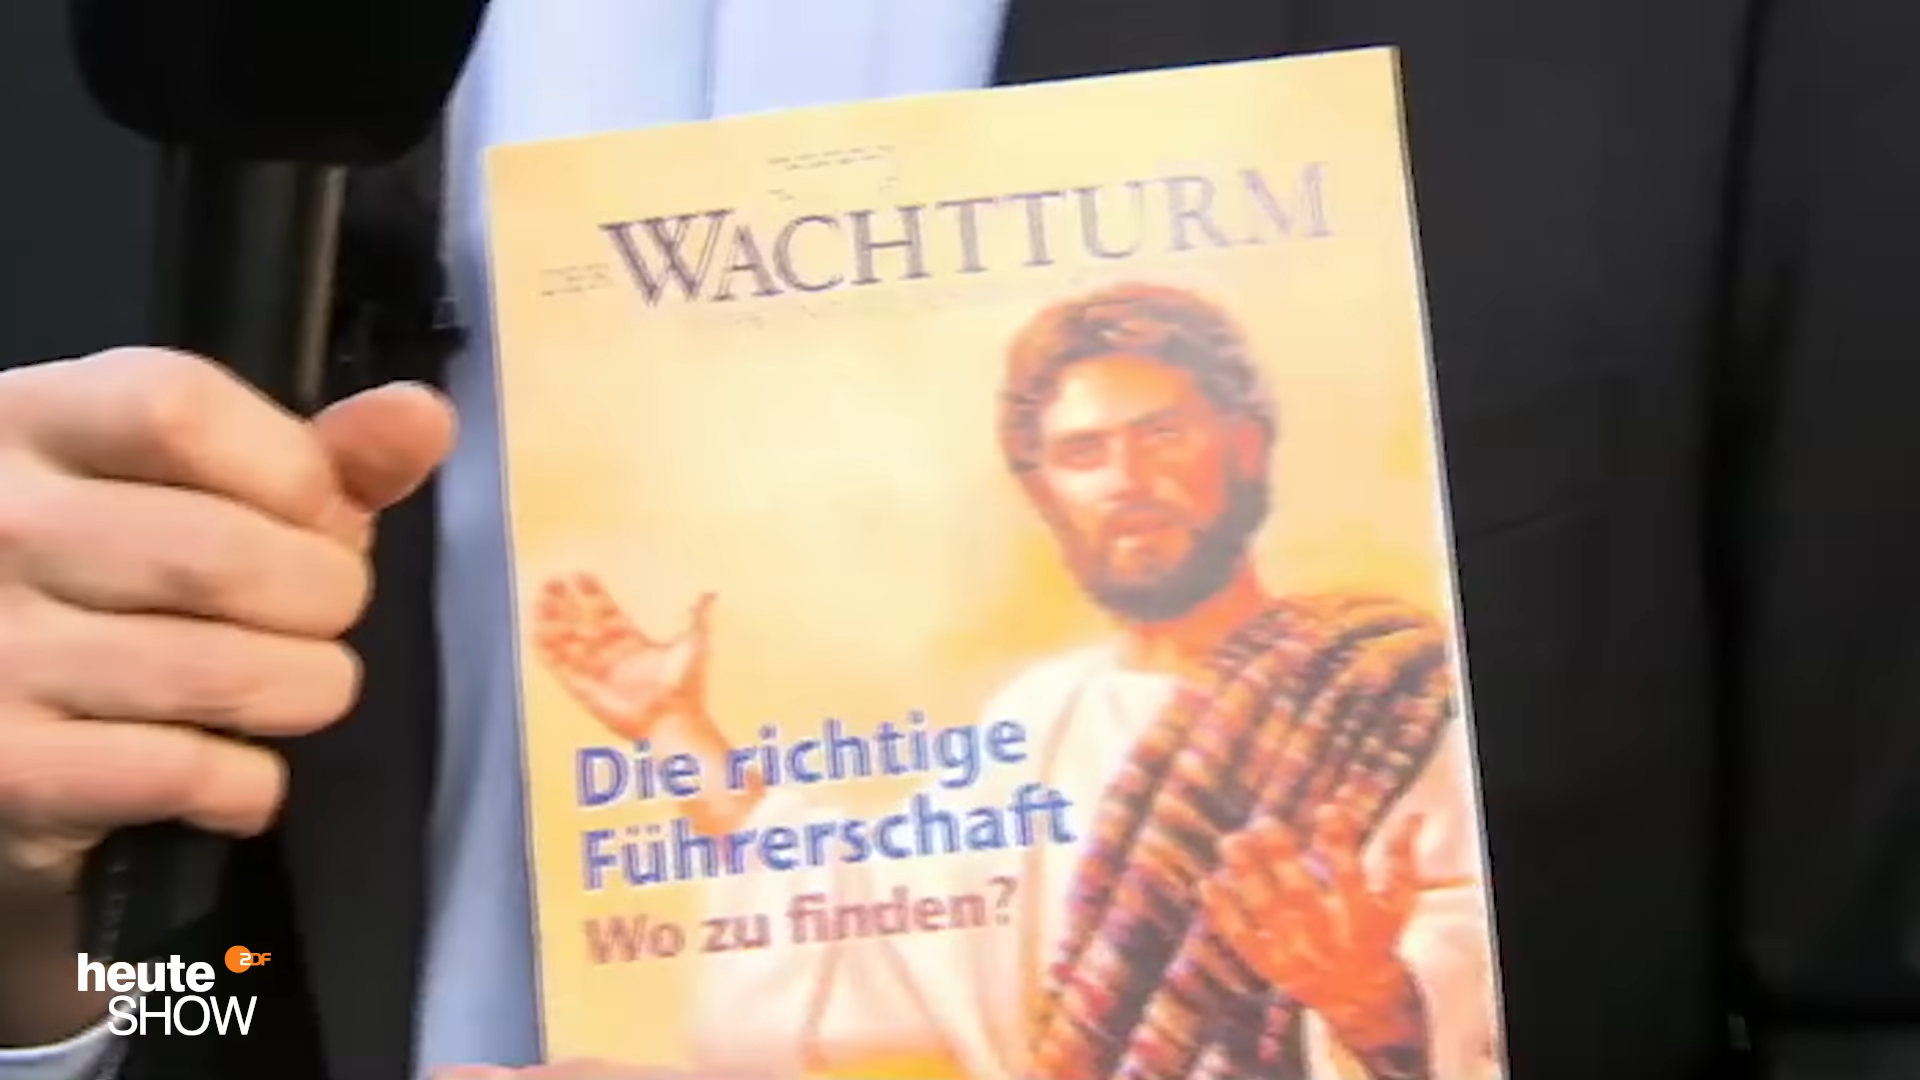 WACHTTURM
Die richtige
Führerschaft
Wo zu finden?
heute ZDF
SHOW